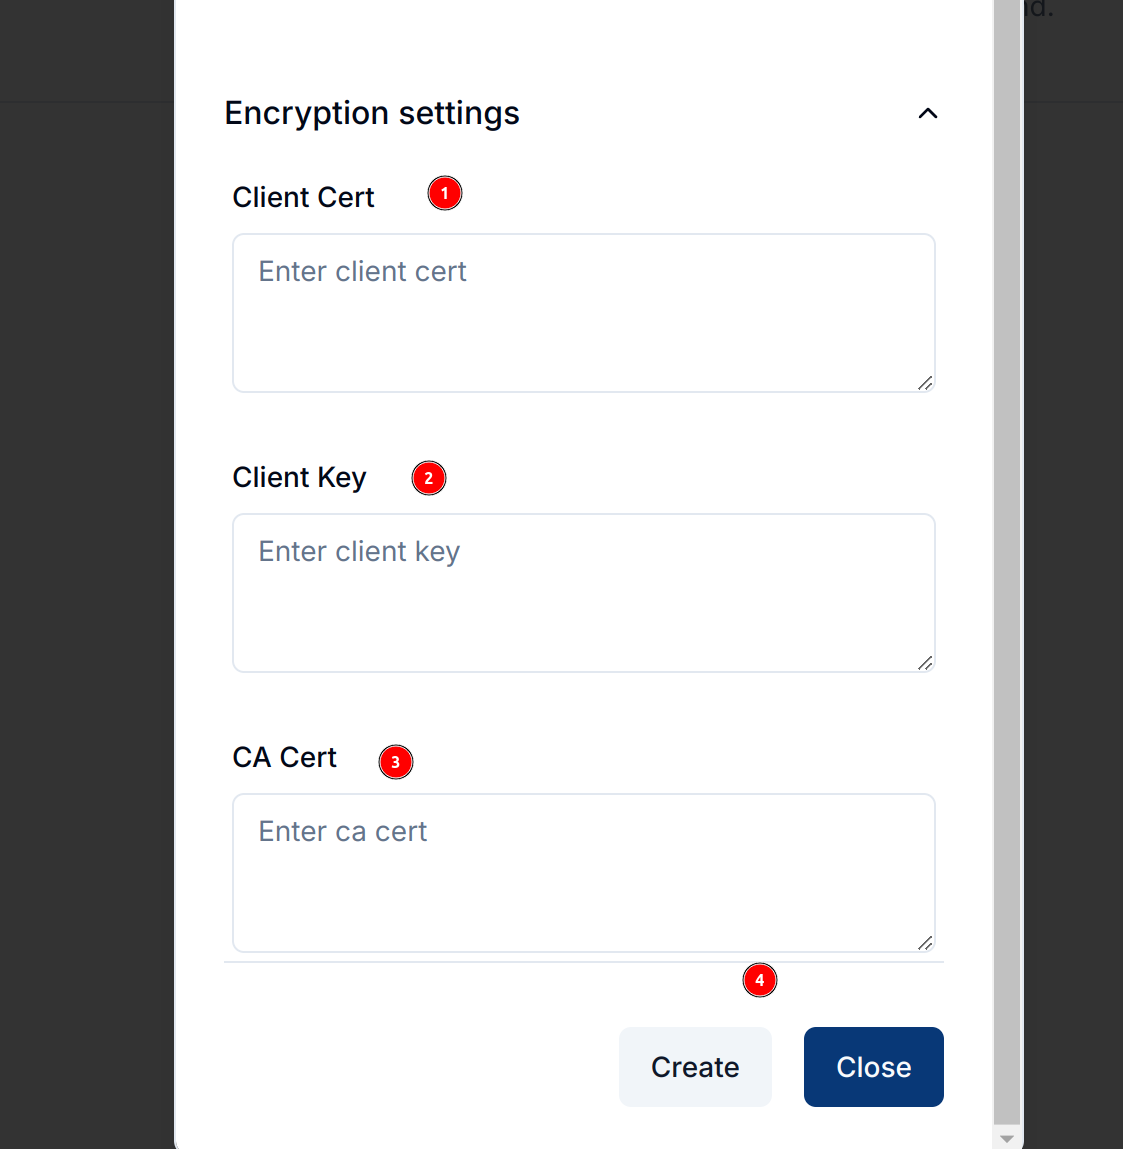 Encryption settings
Client Cert 1
Enter client cert
Client Key 2
Enter client key
CA Cert 3
Enter ca cert
4
Create Close